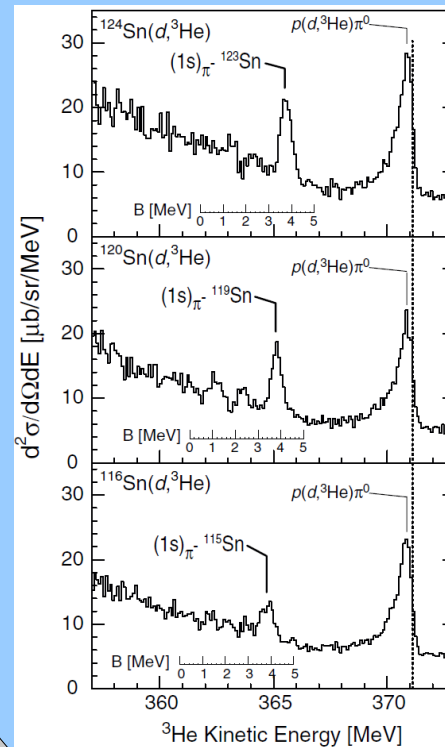 d²σ/dΩdE [μb/sr/MeV]
¹²⁴Sn(d,³He)
p(d,³He)π⁰
(1s)π- ¹²³Sn
B [MeV]
0 1 2 3 4 5
30
20
10
0
¹²⁰Sn(d,³He)
p(d,³He)π⁰
(1s)π- ¹¹⁹Sn
B [MeV]
0 1 2 3 4 5
30
20
10
0
¹¹⁶Sn(d,³He)
p(d,³He)π⁰
(1s)π- ¹¹⁵Sn
B [MeV]
0 1 2 3 4 5
30
20
10
0
360 365 370
³He Kinetic Energy [MeV]